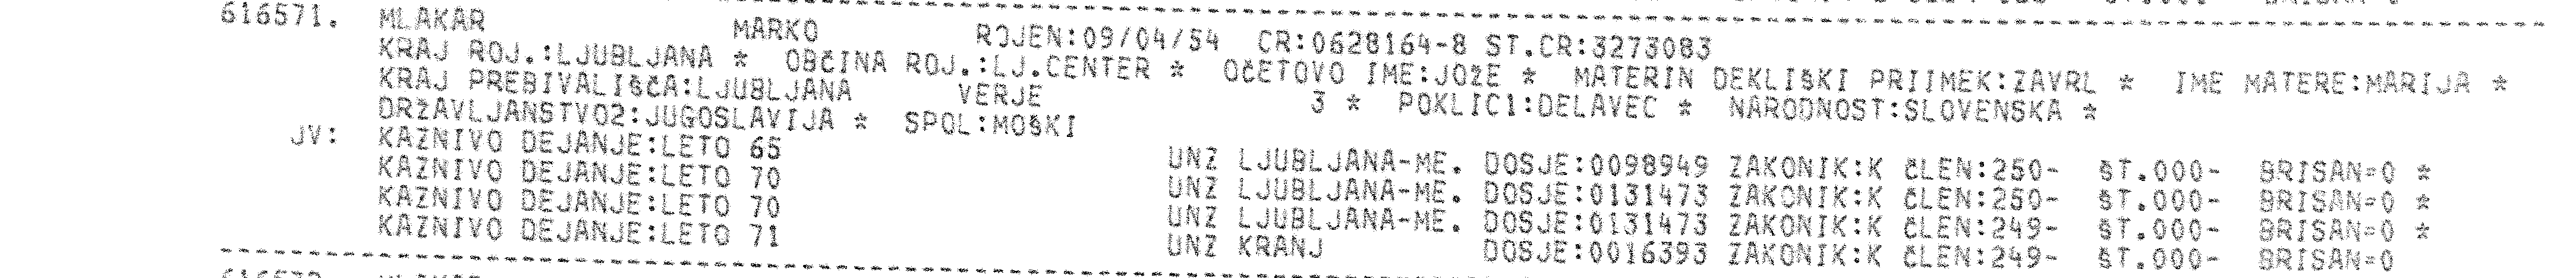 616571. MLAKAR MARKO ROJEN:09/04/54 CR:0628164-8 ST.CR:3273083
KRAJ ROJ.:LJUBLJANA * OBČINA ROJ.:LJ.CENTER * OČETOVO IME:JOŽE * MATERIN DEKLIŠKI PRIIMEK:ZAVRL * IME MATERE:MARIJA *
KRAJ PREBIVALIŠČA:LJUBLJANA VERJE 3 * POKLIC1:DELAVEC * NARODNOST:SLOVENSKA *
DRŽAVLJANSTVO2:JUGOSLAVIJA * SPOL:MOŠKI
JV: KAZNIVO DEJANJE:LETO 65 UNZ LJUBLJANA-ME. DOSJE:0098949 ZAKONIK:K ČLEN:250- ŠT.000- BRISAN=0 *
KAZNIVO DEJANJE:LETO 70 UNZ LJUBLJANA-ME. DOSJE:0131473 ZAKONIK:K ČLEN:250- ŠT.000- BRISAN=0 *
KAZNIVO DEJANJE:LETO 70 UNZ LJUBLJANA-ME. DOSJE:0131473 ZAKONIK:K ČLEN:249- ŠT.000- BRISAN=0 *
KAZNIVO DEJANJE:LETO 71 UNZ KRANJ DOSJE:0016393 ZAKONIK:K ČLEN:249- ŠT.000- BRISAN=0